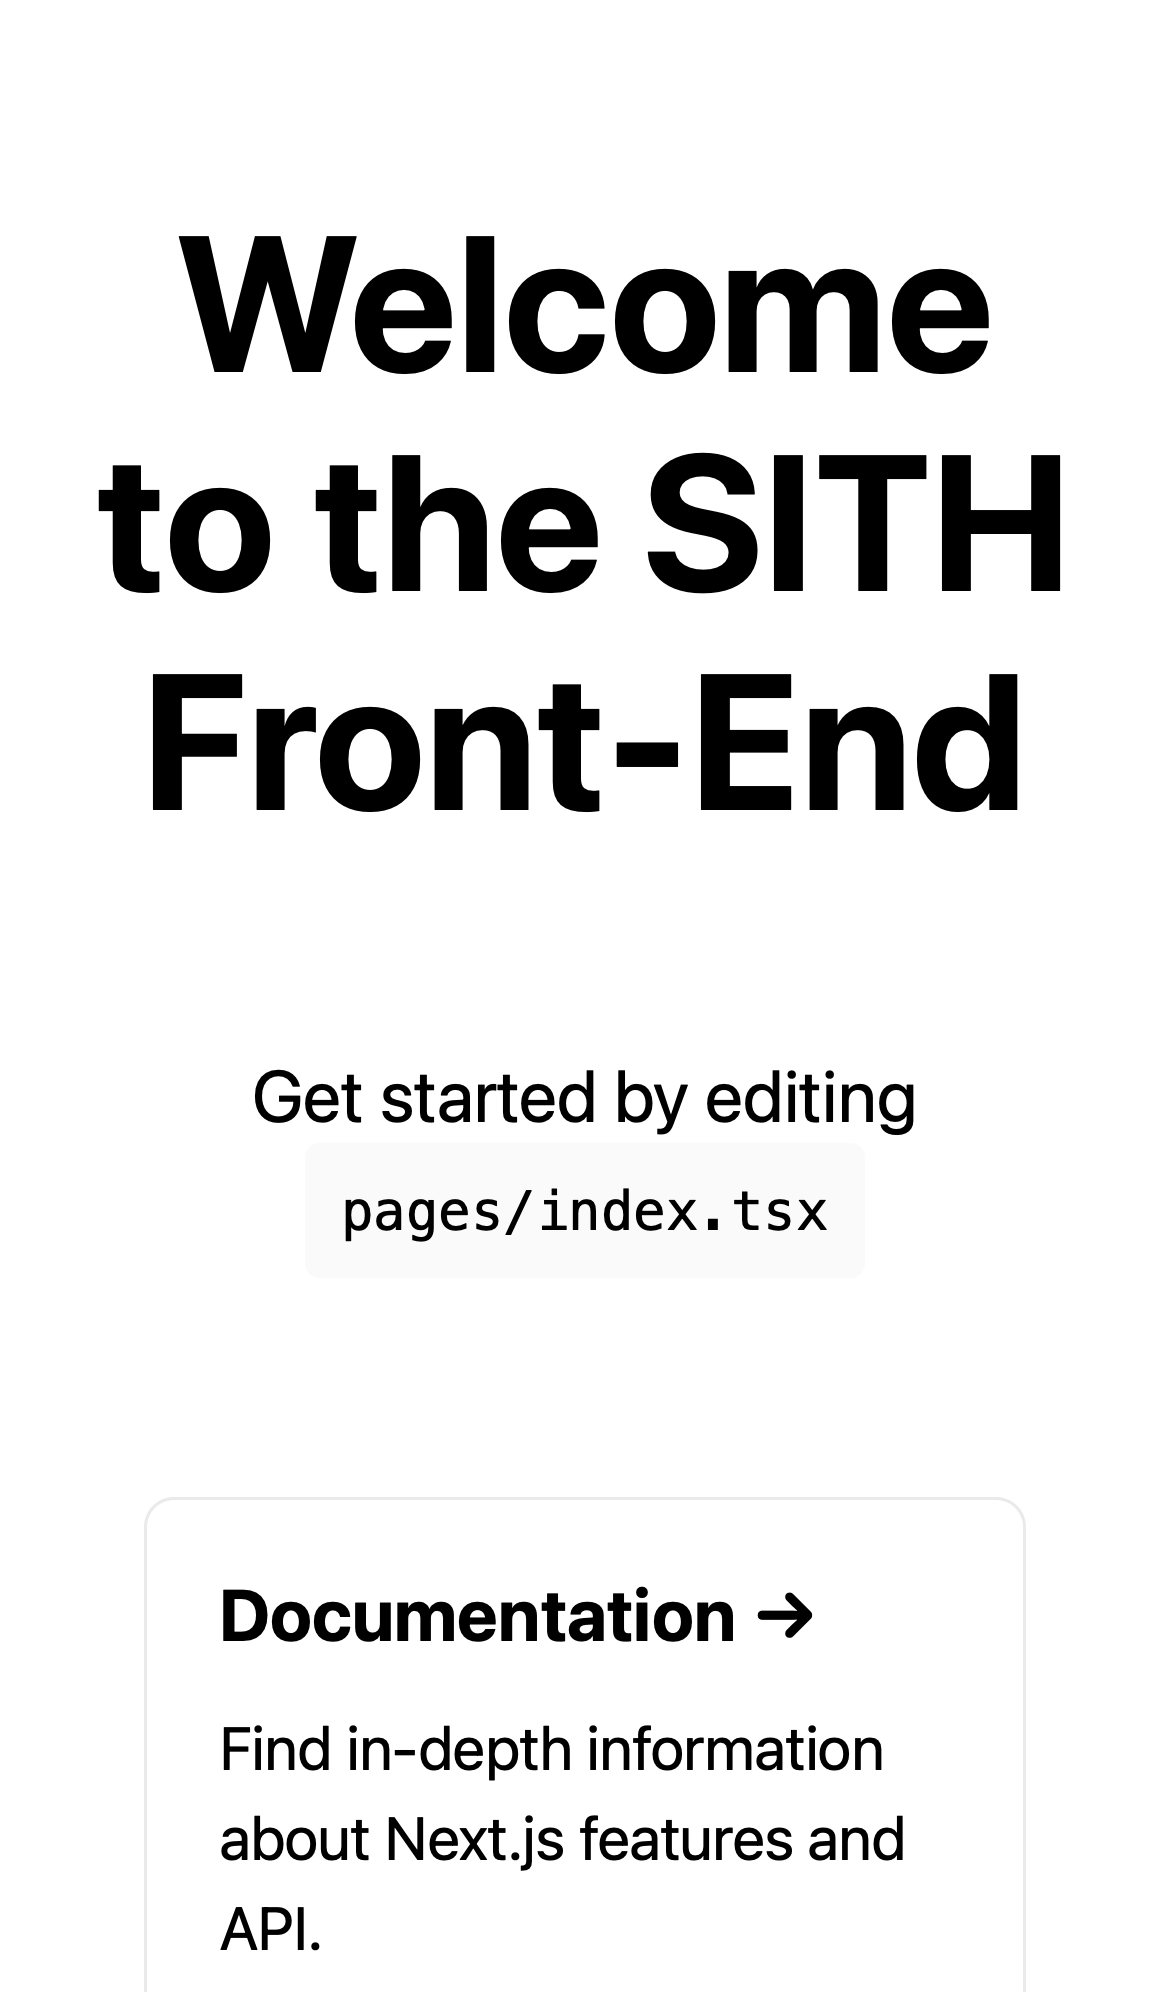 Welcome
to the SITH
Front-End
Get started by editing
pages/index.tsx
Documentation →
Find in-depth information
about Next.js features and
API.